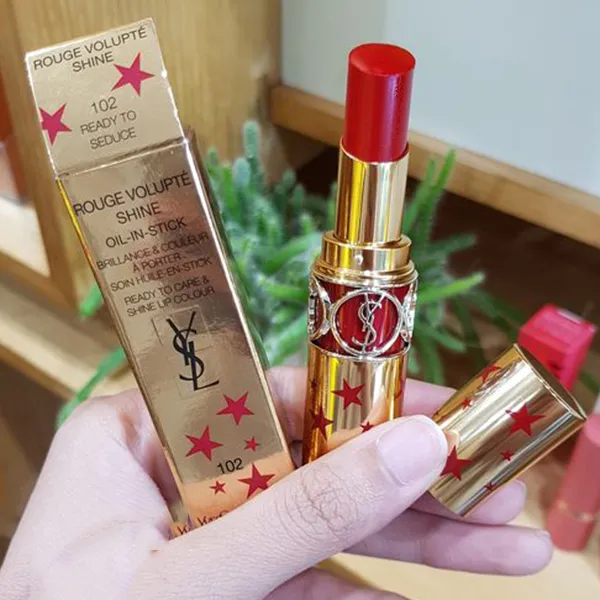 ROUGE VOLUPTÉ
SHINE
102
READY TO
SEDUCE
ROUGE VOLUPTÉ
SHINE
OIL-IN-STICK
BRILLANCE & COULEUR
À PORTER
SOIN HUILE-EN-STICK
READY TO CARE &
SHINE UP COLOUR
YSL
102
YSL